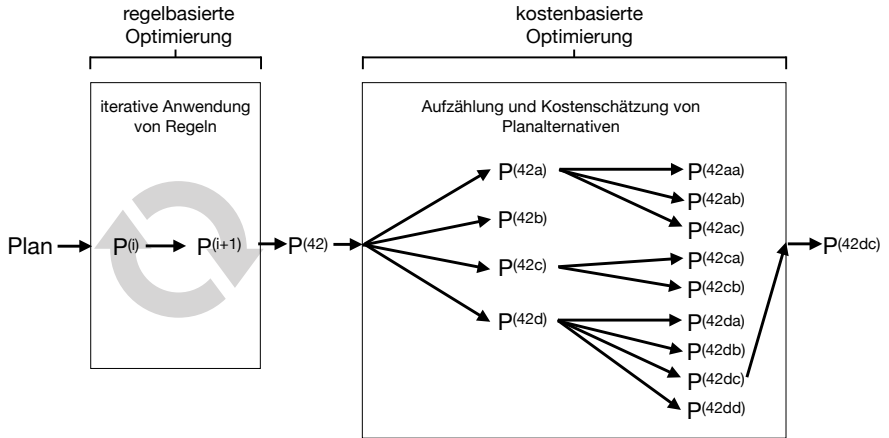 regelbasierte
Optimierung
kostenbasierte
Optimierung
iterative Anwendung
von Regeln
Aufzählung und Kostenschätzung von
Planalternativen
Plan
P(i)
P(i+1)
P(42)
P(42a)
P(42b)
P(42c)
P(42d)
P(42aa)
P(42ab)
P(42ac)
P(42ca)
P(42cb)
P(42da)
P(42db)
P(42dc)
P(42dd)
P(42dc)